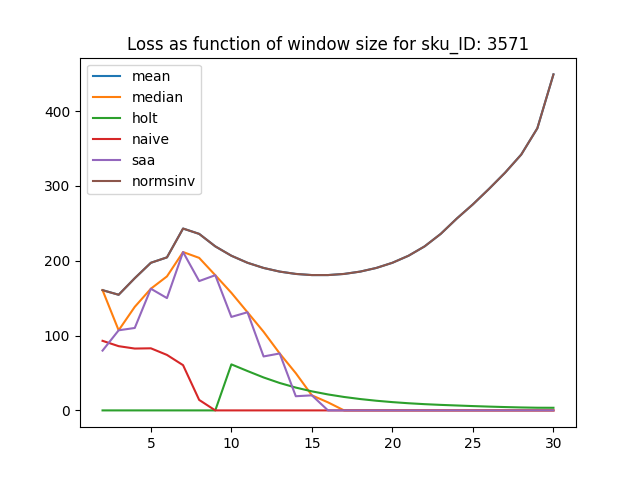 Loss as function of window size for sku_ID: 3571
mean
median
holt
naive
saa
normsinv
400
300
200
100
0
5 10 15 20 25 30